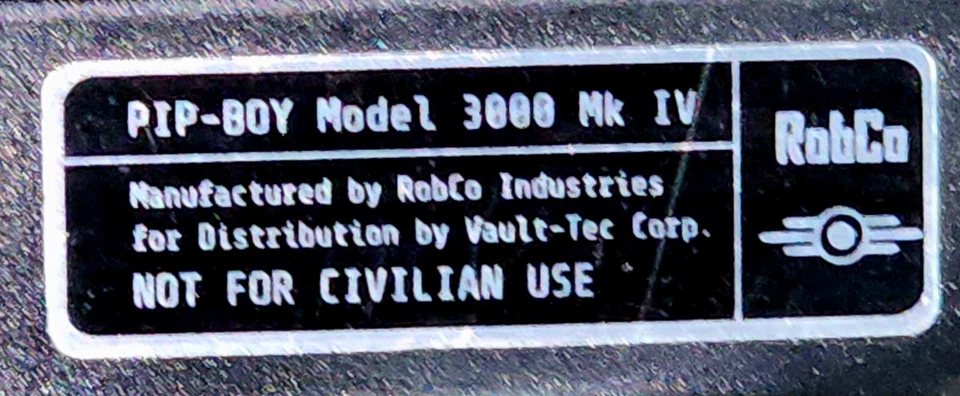 PIP-BOY Model 3000 Mk IV
Manufactured by RobCo Industries
for Distribution by Vault-Tec Corp.
NOT FOR CIVILIAN USE
RobCo